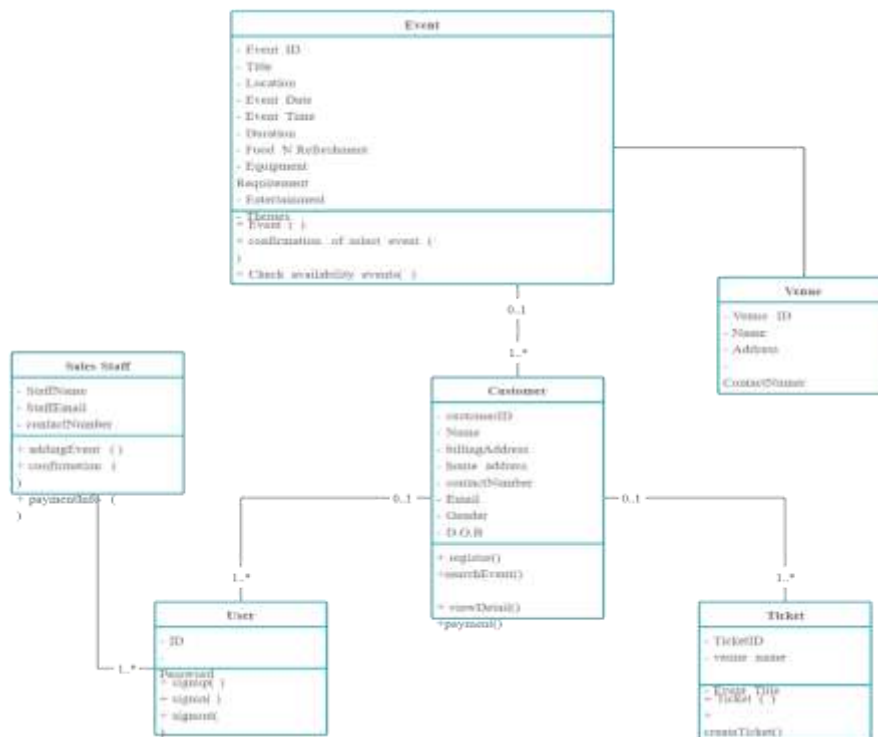 Event
- Event ID
- Title
- Location
- Event Date
- Event Time
- Duration
- Food N Refreshment
- Equipment
Requirement
- Entertainment
- Themes
+ Event ( )
+ confirmation of select event (
)
+ Check availability events( )
0..1
1..*
Venue
- Venue ID
- Name
- Address
-
Sales Staff
- StaffName
- StaffEmail
- contactNumber
+ addingEvent ( )
+ confirmation (
)
+ paymentInfo (
)
Customer
- customerID
- Name
- billingAddress
- home address
- contactNumber
- Email
- Gender
- D.O.B
+ register()
+searchEvent()
+ viewDetail()
+payment()
0..1
0..1
1..*
1..*
1..*
User
- ID
-
Password
+ signup( )
+ signin( )
+ signout(
)
Ticket
- TicketID
- venue name
- Event Title
+ Ticket ( )
+
createTicket()